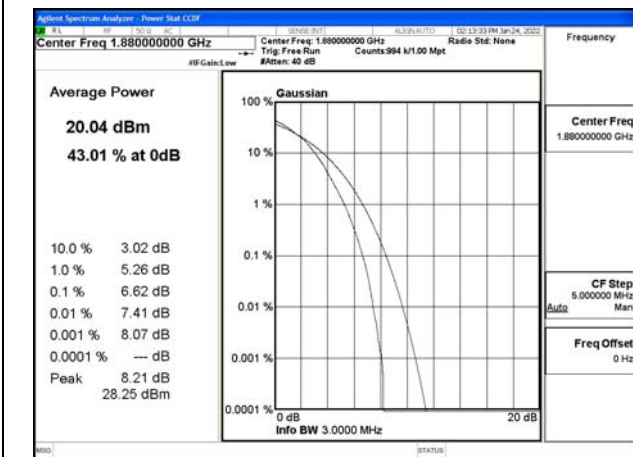 Agilent Spectrum Analyzer - Power Stat CCDF
RL RF 50 Ω AC SENSE:INT ALIGN AUTO 02:13:33 PM Jan 24, 2022
Center Freq 1.880000000 GHz
Center Freq: 1.880000000 GHz
Radio Std: None
Trig: Free Run Counts:994 k/1.00 Mpt
#IFGain:Low #Atten: 40 dB
Frequency
Average Power
20.04 dBm
43.01 % at 0dB
10.0 % 3.02 dB
1.0 % 5.26 dB
0.1 % 6.62 dB
0.01 % 7.41 dB
0.001 % 8.07 dB
0.0001 % --- dB
Peak 8.21 dB
28.25 dBm
Gaussian
100 %
10 %
1 %
0.1 %
0.01 %
0.001 %
0.0001 %
0 dB 20 dB
Info BW 3.0000 MHz
Center Freq
1.880000000 GHz
CF Step
5.000000 MHz
Auto Man
Freq Offset
0 Hz
MSG STATUS